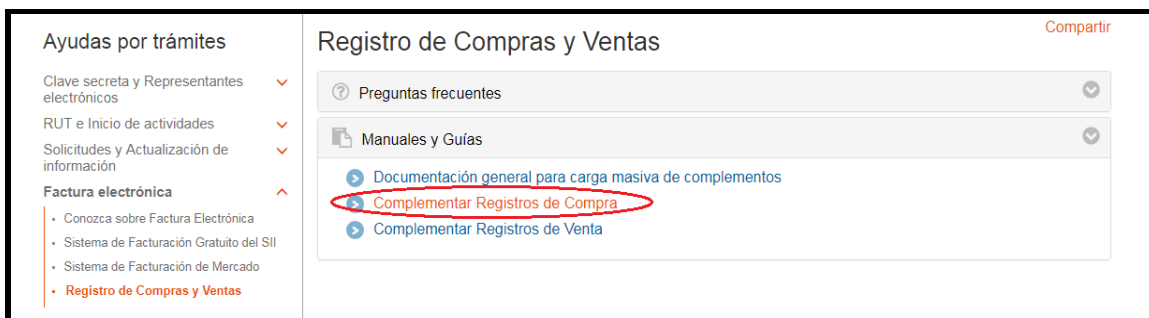 Ayudas por trámites
Clave secreta y Representantes
electrónicos
RUT e Inicio de actividades
Solicitudes y Actualización de
información
Factura electrónica
Conozca sobre Factura Electrónica
Sistema de Facturación Gratuito del SII
Sistema de Facturación de Mercado
Registro de Compras y Ventas
Compartir
Registro de Compras y Ventas
Preguntas frecuentes
Manuales y Guías
Documentación general para carga masiva de complementos
Complementar Registros de Compra
Complementar Registros de Venta